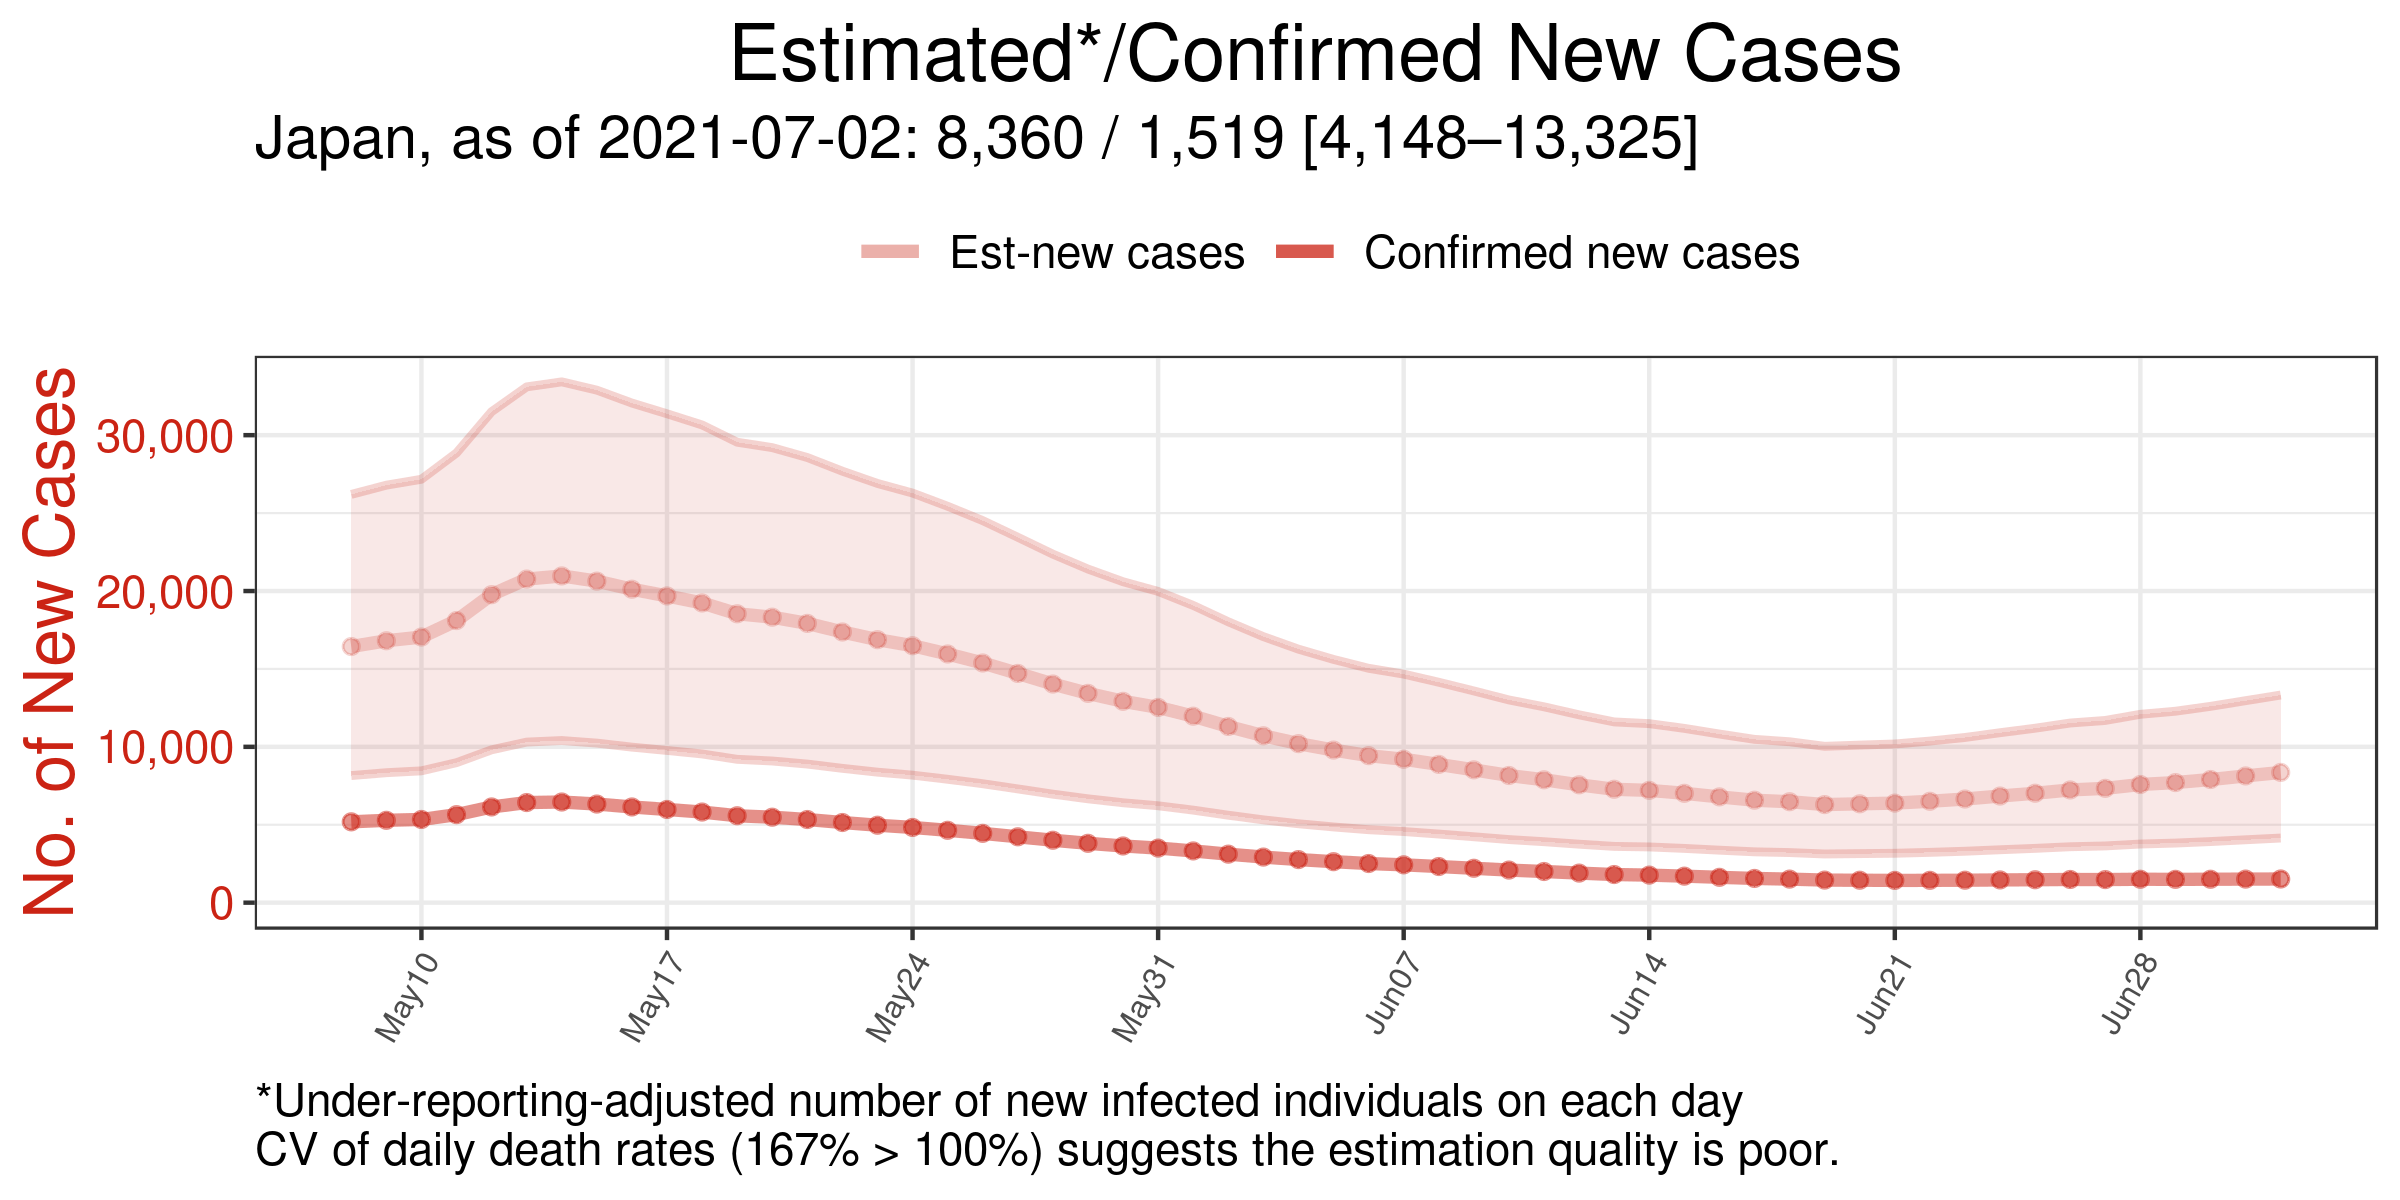 Estimated*/Confirmed New Cases
Japan, as of 2021-07-02: 8,360 / 1,519 [4,148–13,325]
Est-new cases
Confirmed new cases
No. of New Cases
30,000
20,000
10,000
0
May10
May17
May24
May31
Jun07
Jun14
Jun21
Jun28
*Under-reporting-adjusted number of new infected individuals on each day
CV of daily death rates (167% > 100%) suggests the estimation quality is poor.